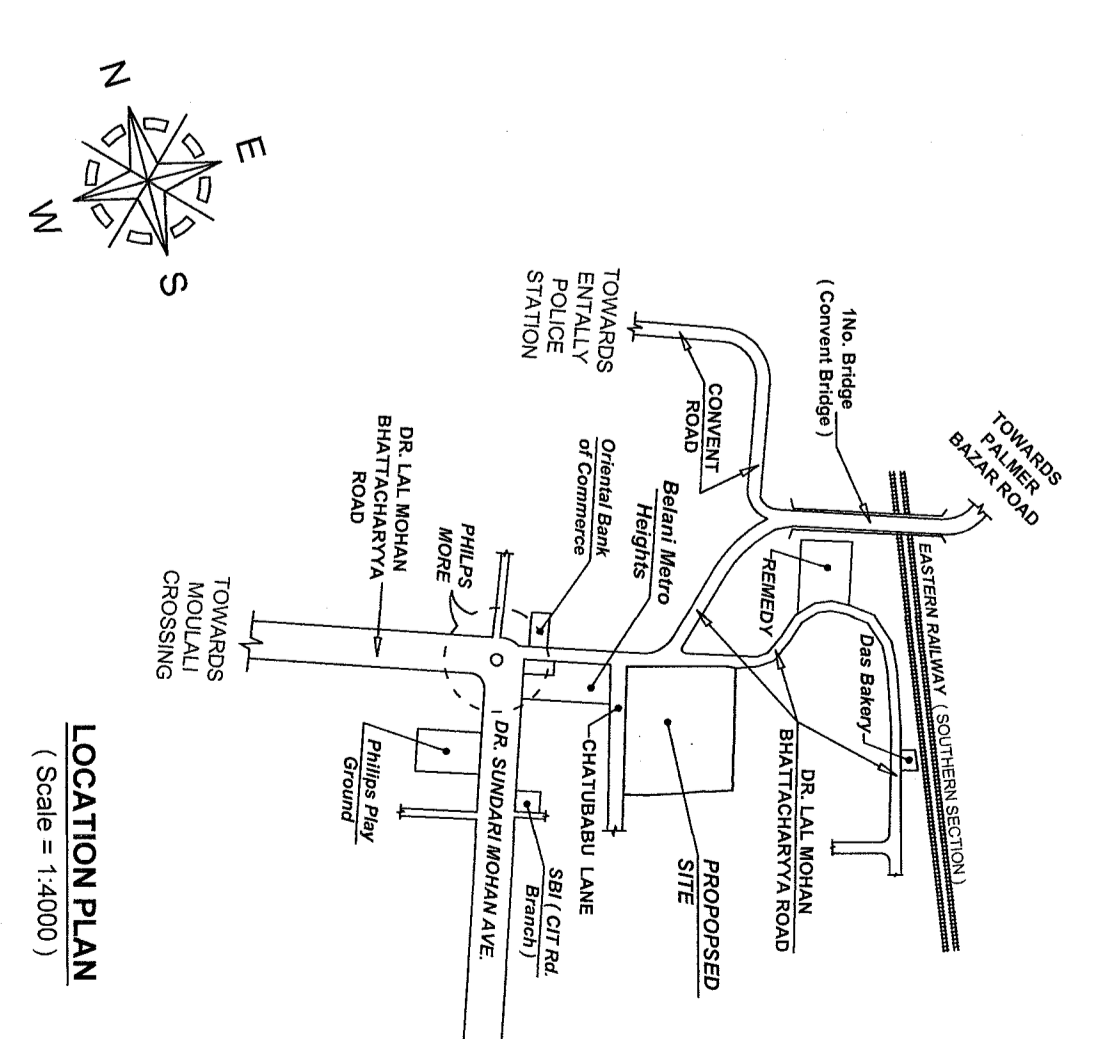 N
E
W
S
TOWARDS
PALMER
BAZAR ROAD
1No. Bridge
( Convent Bridge )
TOWARDS
ENTALLY
POLICE
STATION
CONVENT
ROAD
EASTERN RAILWAY ( SOUTHERN SECTION )
REMEDY
Das Bakery
Belani Metro
Heights
Oriental Bank
of Commerce
PHILPS
MORE
DR. LAL MOHAN
BHATTACHARYYA
ROAD
TOWARDS
MOULALI
CROSSING
DR. LAL MOHAN
BHATTACHARYYA ROAD
PROPOPSED
SITE
CHATUBABU LANE
SBI ( CIT Rd.
Branch )
DR. SUNDARI MOHAN AVE.
Philips Play
Ground
LOCATION PLAN
( Scale = 1:4000 )